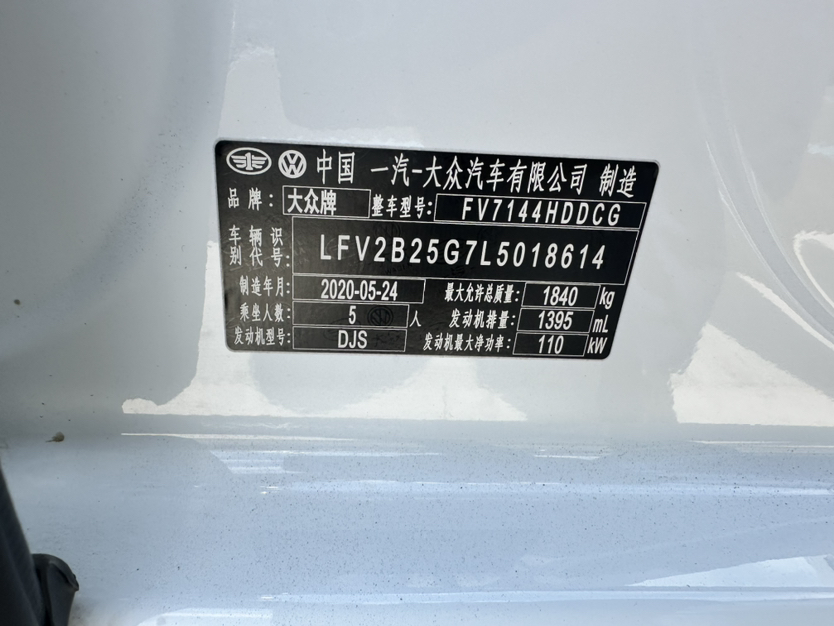 中国 一汽-大众汽车有限公司 制造
品牌: 大众牌 整车型号: FV7144HDDCG
车辆识别代号: LFV2B25G7L5018614
制造年月: 2020-05-24 最大允许总质量: 1840 kg
乘坐人数: 5 人 发动机排量: 1395 mL
发动机型号: DJS 发动机最大净功率: 110 kW